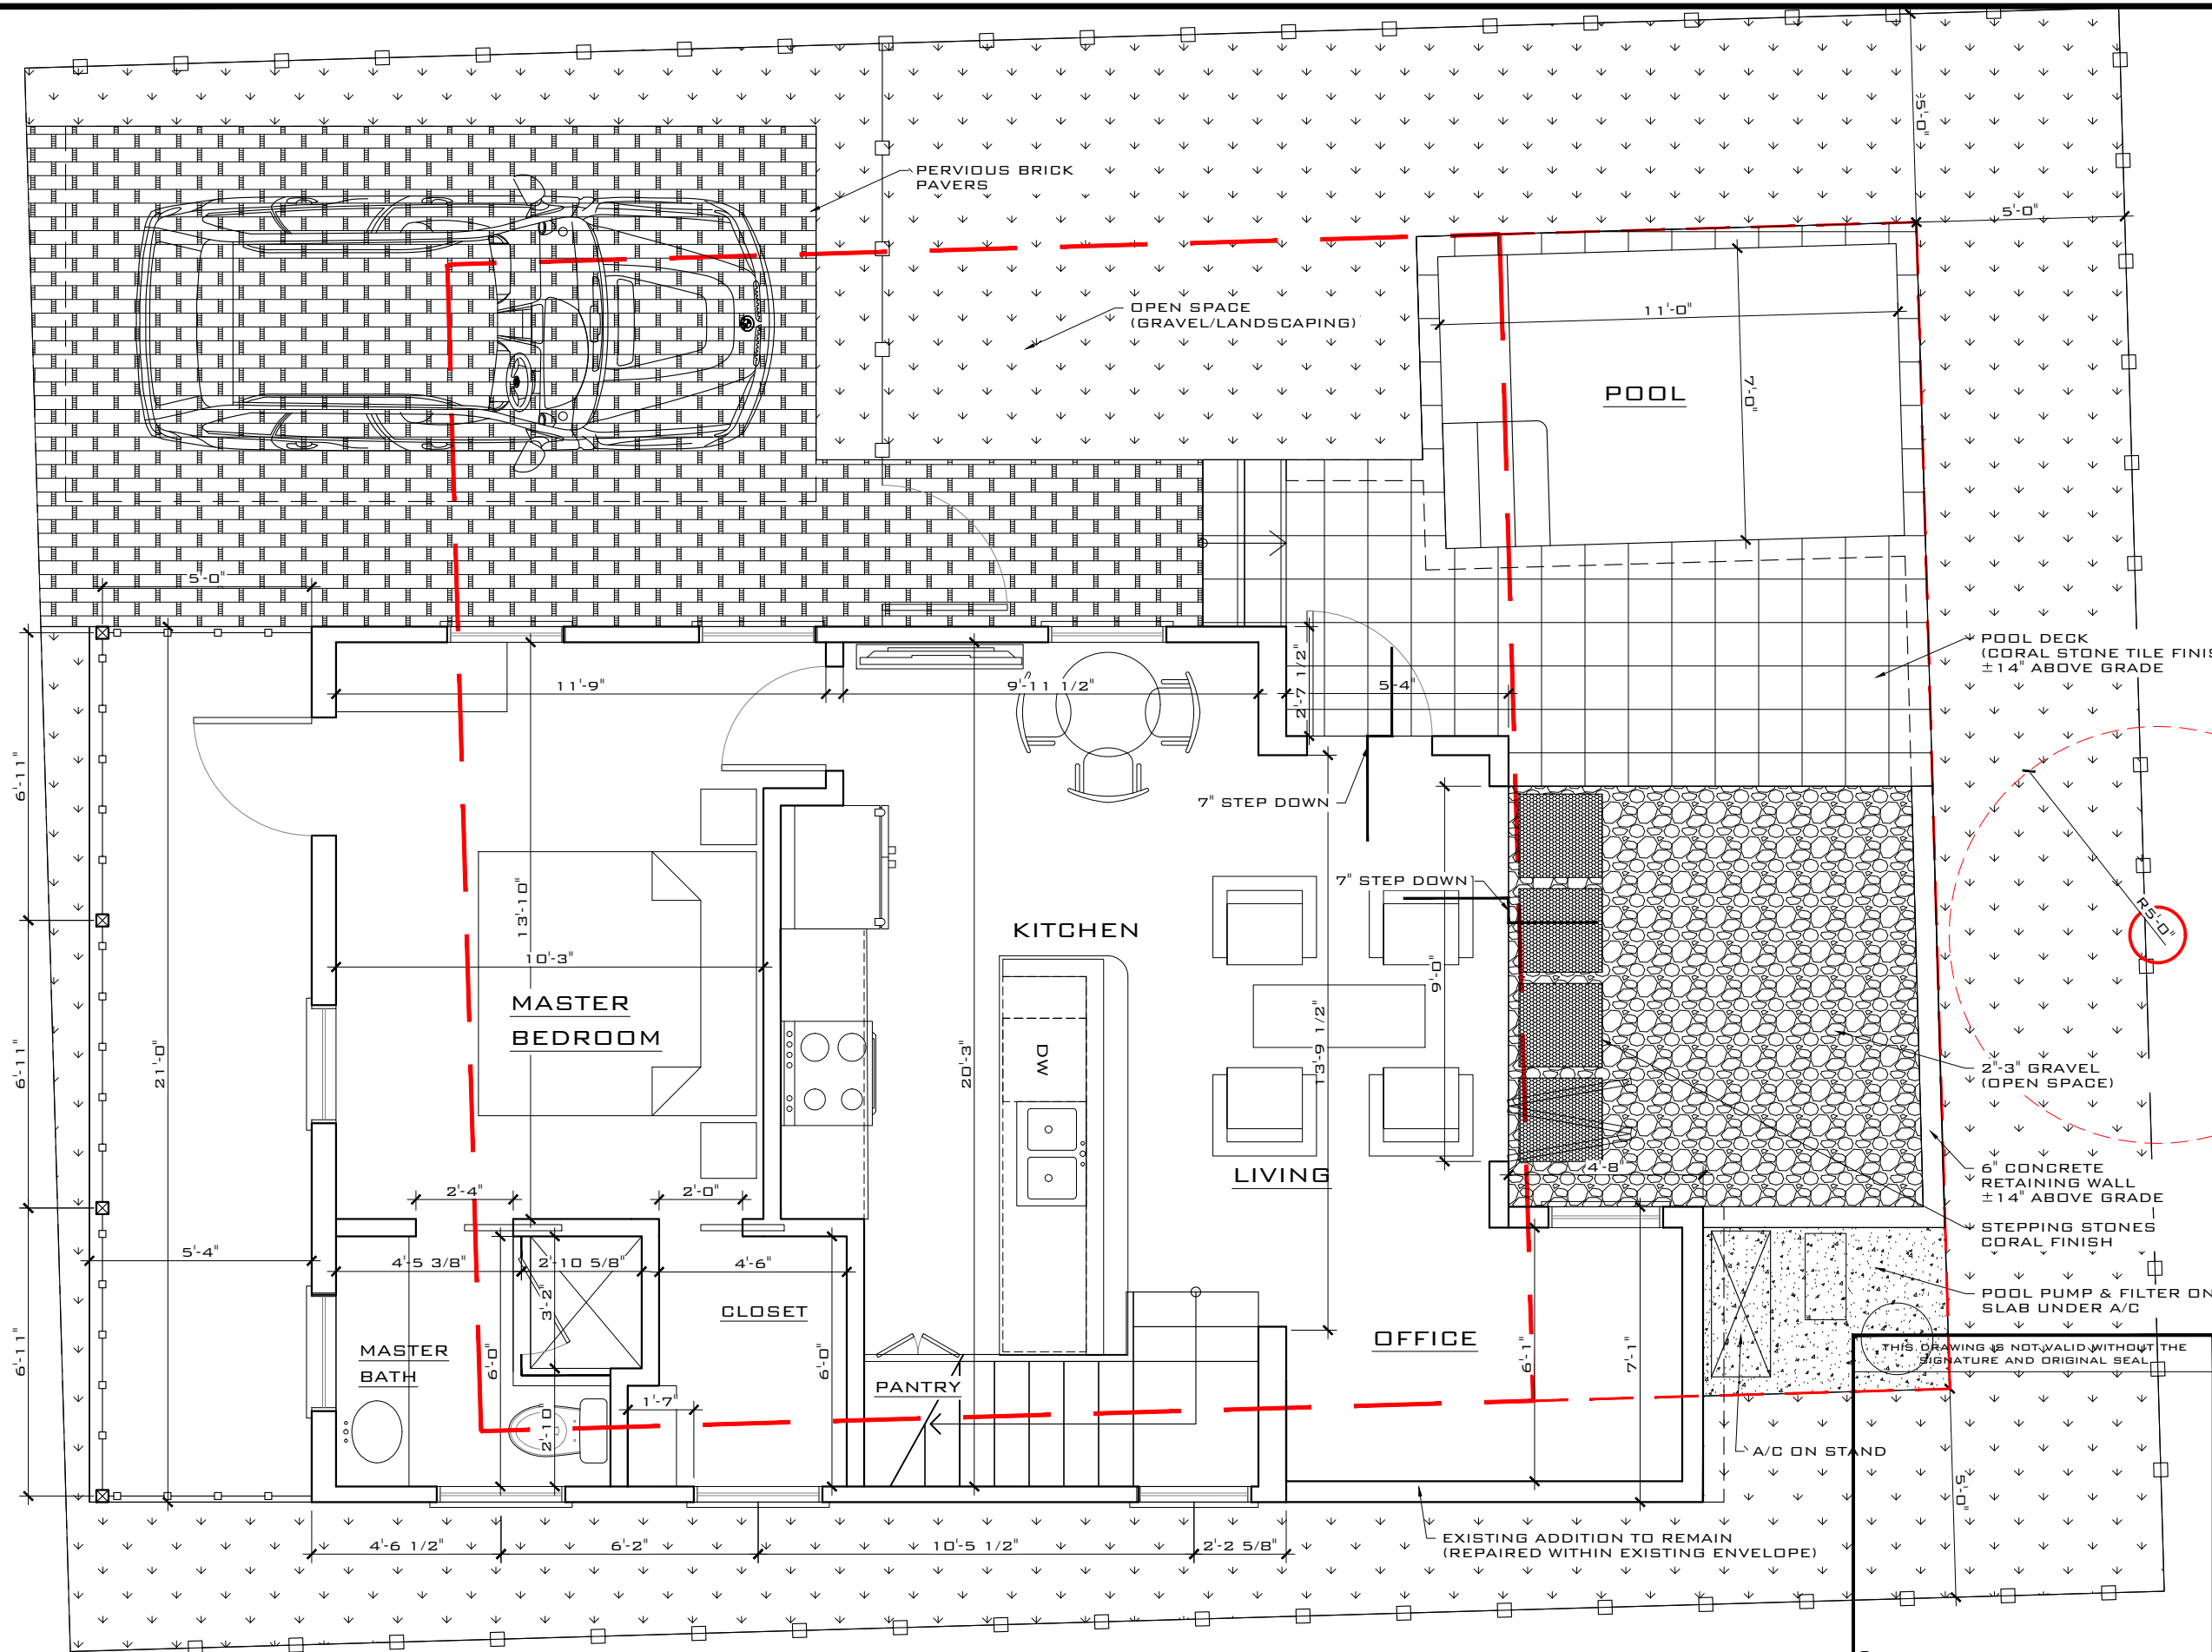 5'-0"
PERVIOUS BRICK
PAVERS
5'-0"
OPEN SPACE
(GRAVEL/LANDSCAPING)
11'-0"
POOL
7'-0"
5'-0"
POOL DECK
(CORAL STONE TILE FINIS
±14" ABOVE GRADE
11'-9"
9'-11 1/2"
2'-7 1/2"
5'-4"
6'-11"
7" STEP DOWN
7" STEP DOWN
13'-10"
KITCHEN
R5'-0"
10'-3"
9'-0"
MASTER
BEDROOM
21'-0"
6'-11"
20'-3"
DW
13'-9 1/2"
2"-3" GRAVEL
(OPEN SPACE)
4'-8"
LIVING
6" CONCRETE
RETAINING WALL
±14" ABOVE GRADE
2'-4"
2'-0"
STEPPING STONES
CORAL FINISH
5'-4"
4'-5 3/8"
2'-10 5/8"
4'-6"
3'-2"
CLOSET
POOL PUMP & FILTER ON
SLAB UNDER A/C
OFFICE
6'-11"
MASTER
BATH
6'-0"
6'-0"
6'-1"
7'-1"
THIS DRAWING IS NOT VALID WITHOUT THE
SIGNATURE AND ORIGINAL SEAL
PANTRY
1'-7"
2'-10
A/C ON STAND
5'-0"
EXISTING ADDITION TO REMAIN
(REPAIRED WITHIN EXISTING ENVELOPE)
4'-6 1/2"
6'-2"
10'-5 1/2"
2'-2 5/8"